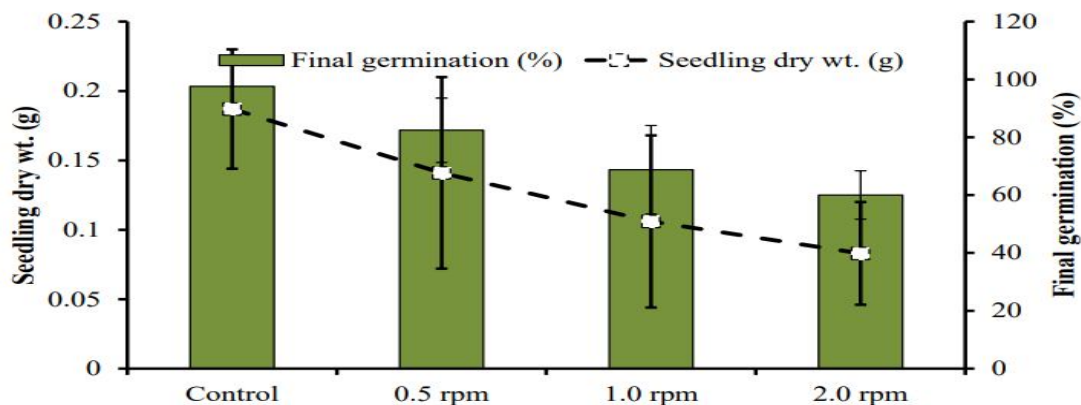 0.25
0.2
0.15
0.1
0.05
0
Seedling dry wt. (g)
Final germination (%)
Seedling dry wt. (g)
120
100
80
60
40
20
0
Final germination (%)
Control
0.5 rpm
1.0 rpm
2.0 rpm